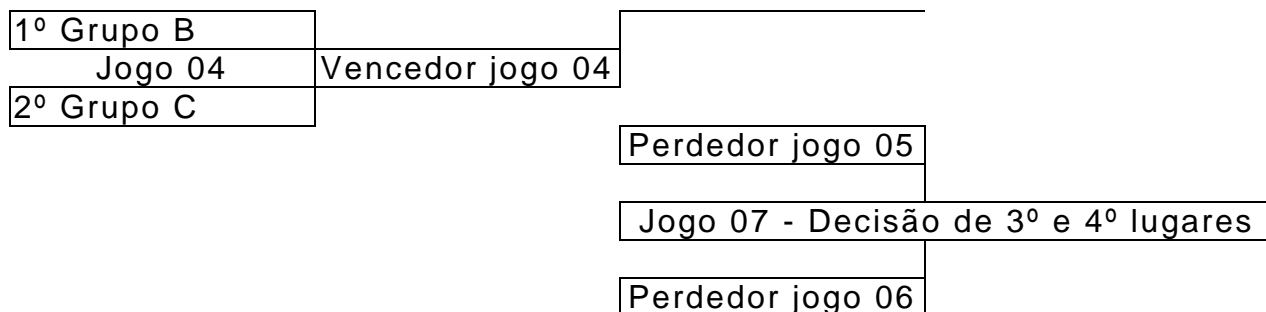 1º Grupo B
Jogo 04
Vencedor jogo 04
2º Grupo C
Perdedor jogo 05
Jogo 07 - Decisão de 3º e 4º lugares
Perdedor jogo 06